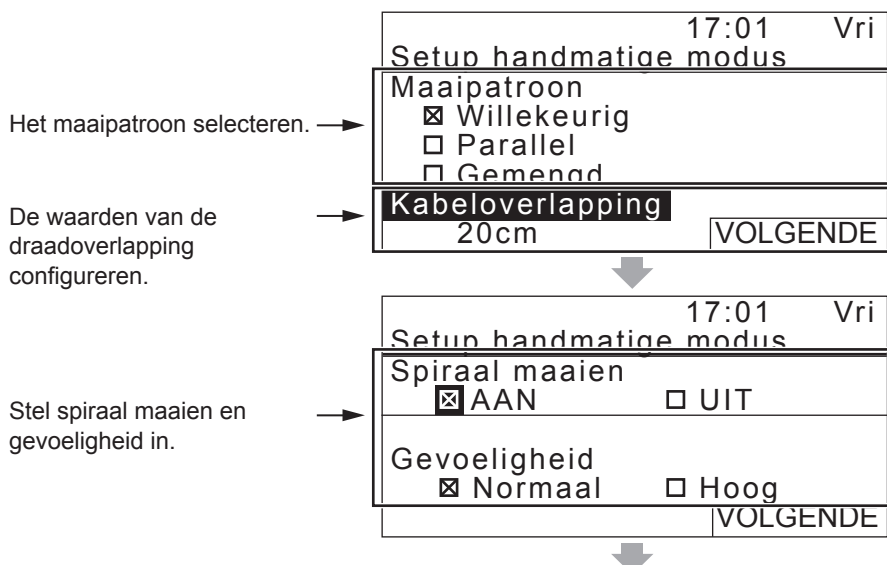 17:01 Vri
Setup handmatige modus
Het maaipatroon selecteren.
Maaipatroon
☒ Willekeurig
☐ Parallel
☐ Gemengd
De waarden van de
draadoverlapping
configureren.
Kabeloverlapping
20cm VOLGENDE
17:01 Vri
Setup handmatige modus
Stel spiraal maaien en
gevoeligheid in.
Spiraal maaien
☒ AAN ☐ UIT
Gevoeligheid
☒ Normaal ☐ Hoog
VOLGENDE